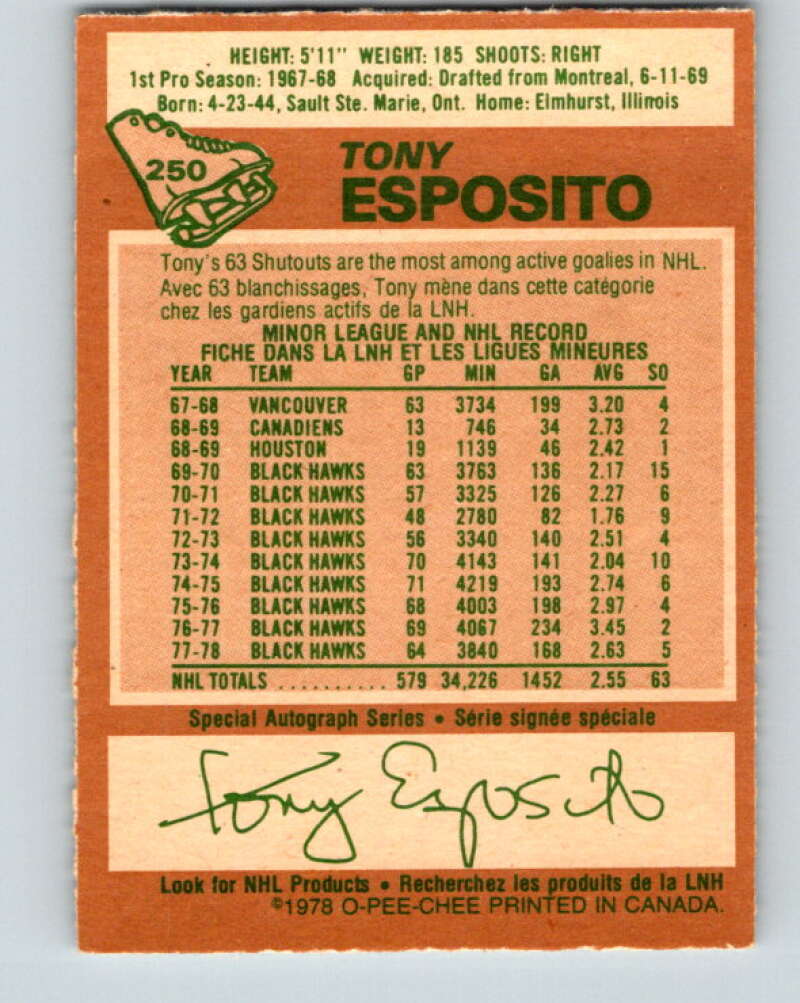 HEIGHT: 5'11" WEIGHT: 185 SHOOTS: RIGHT
1st Pro Season: 1967-68 Acquired: Drafted from Montreal, 6-11-69
Born: 4-23-44, Sault Ste. Marie, Ont. Home: Elmhurst, Illinois
250
TONY
ESPOSITO
Tony's 63 Shutouts are the most among active goalies in NHL.
Avec 63 blanchissages, Tony mène dans cette catégorie
chez les gardiens actifs de la LNH.
MINOR LEAGUE AND NHL RECORD
FICHE DANS LA LNH ET LES LIGUES MINEURES
YEAR TEAM GP MIN GA AVG SO
67-68 VANCOUVER 63 3734 199 3.20 4
68-69 CANADIENS 13 746 34 2.73 2
68-69 HOUSTON 19 1139 46 2.42 1
69-70 BLACK HAWKS 63 3763 136 2.17 15
70-71 BLACK HAWKS 57 3325 126 2.27 6
71-72 BLACK HAWKS 48 2780 82 1.76 9
72-73 BLACK HAWKS 56 3340 140 2.51 4
73-74 BLACK HAWKS 70 4143 141 2.04 10
74-75 BLACK HAWKS 71 4219 193 2.74 6
75-76 BLACK HAWKS 68 4003 198 2.97 4
76-77 BLACK HAWKS 69 4067 234 3.45 2
77-78 BLACK HAWKS 64 3840 168 2.63 5
NHL TOTALS .......... 579 34,226 1452 2.55 63
Special Autograph Series • Série signée spéciale
Tony Esposito
Look for NHL Products • Recherchez les produits de la LNH
©1978 O-PEE-CHEE PRINTED IN CANADA.